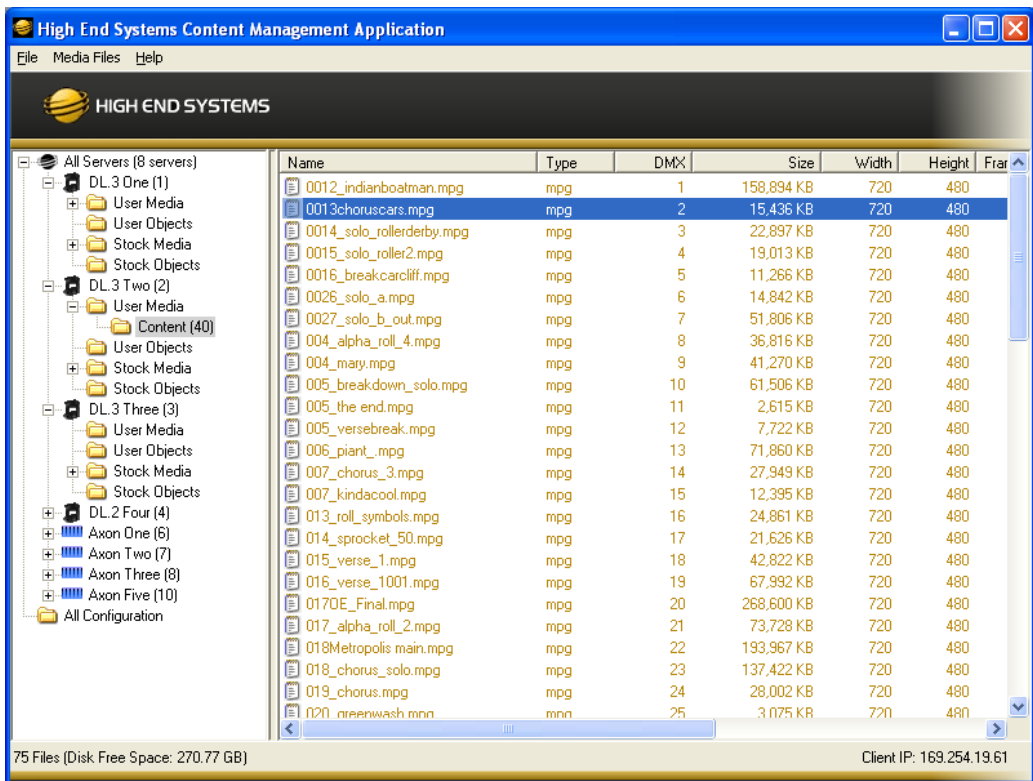 High End Systems Content Management Application
File Media Files Help
HIGH END SYSTEMS
All Servers (8 servers)
DL.3 One (1)
User Media
User Objects
Stock Media
Stock Objects
DL.3 Two (2)
User Media
Content (40)
User Objects
Stock Media
Stock Objects
DL.3 Three (3)
User Media
User Objects
Stock Media
Stock Objects
DL.2 Four (4)
Axon One (6)
Axon Two (7)
Axon Three (8)
Axon Five (10)
All Configuration
Name Type DMX Size Width Height Frar
0012_indianboatman.mpg mpg 1 158,894 KB 720 480
0013choruscars.mpg mpg 2 15,436 KB 720 480
0014_solo_rollerderby.mpg mpg 3 22,897 KB 720 480
0015_solo_roller2.mpg mpg 4 19,013 KB 720 480
0016_breakcarcliff.mpg mpg 5 11,266 KB 720 480
0026_solo_a.mpg mpg 6 14,842 KB 720 480
0027_solo_b_out.mpg mpg 7 51,806 KB 720 480
004_alpha_roll_4.mpg mpg 8 36,816 KB 720 480
004_mary.mpg mpg 9 41,270 KB 720 480
005_breakdown_solo.mpg mpg 10 61,506 KB 720 480
005_the end.mpg mpg 11 2,615 KB 720 480
005_versebreak.mpg mpg 12 7,722 KB 720 480
006_piant_.mpg mpg 13 71,860 KB 720 480
007_chorus_3.mpg mpg 14 27,949 KB 720 480
007_kindacool.mpg mpg 15 12,395 KB 720 480
013_roll_symbols.mpg mpg 16 24,861 KB 720 480
014_sprocket_50.mpg mpg 17 21,626 KB 720 480
015_verse_1.mpg mpg 18 42,822 KB 720 480
016_verse_1001.mpg mpg 19 67,992 KB 720 480
017OE_Final.mpg mpg 20 268,600 KB 720 480
017_alpha_roll_2.mpg mpg 21 73,728 KB 720 480
018Metropolis main.mpg mpg 22 193,967 KB 720 480
018_chorus_solo.mpg mpg 23 137,422 KB 720 480
019_chorus.mpg mpg 24 28,002 KB 720 480
020_greenwash.mpg mpg 25 3,075 KB 720 480
75 Files (Disk Free Space: 270.77 GB) Client IP: 169.254.19.61